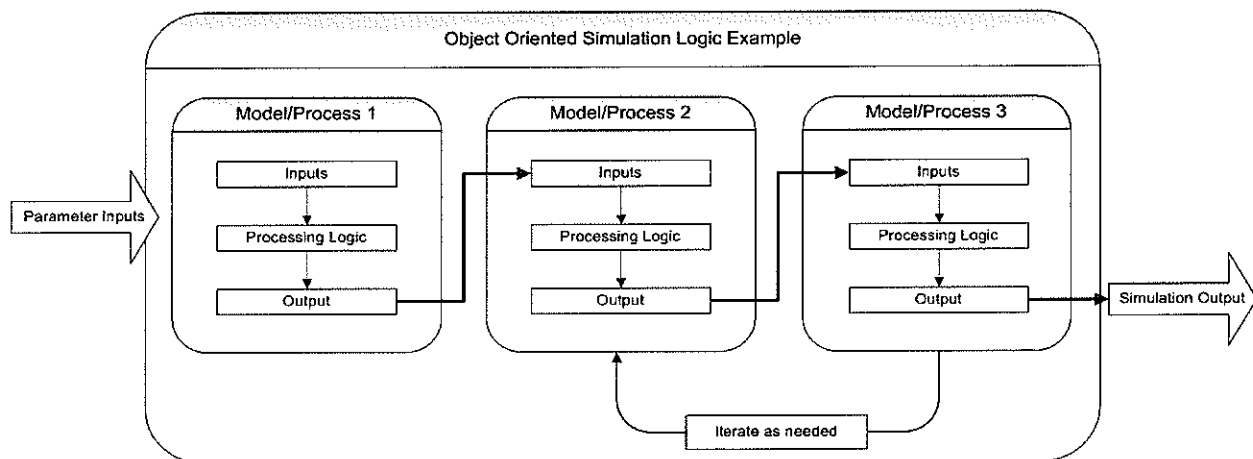 Object Oriented Simulation Logic Example
Model/Process 1
Model/Process 2
Model/Process 3
Parameter Inputs
Inputs
Processing Logic
Output
Inputs
Processing Logic
Output
Inputs
Processing Logic
Output
Simulation Output
Iterate as needed